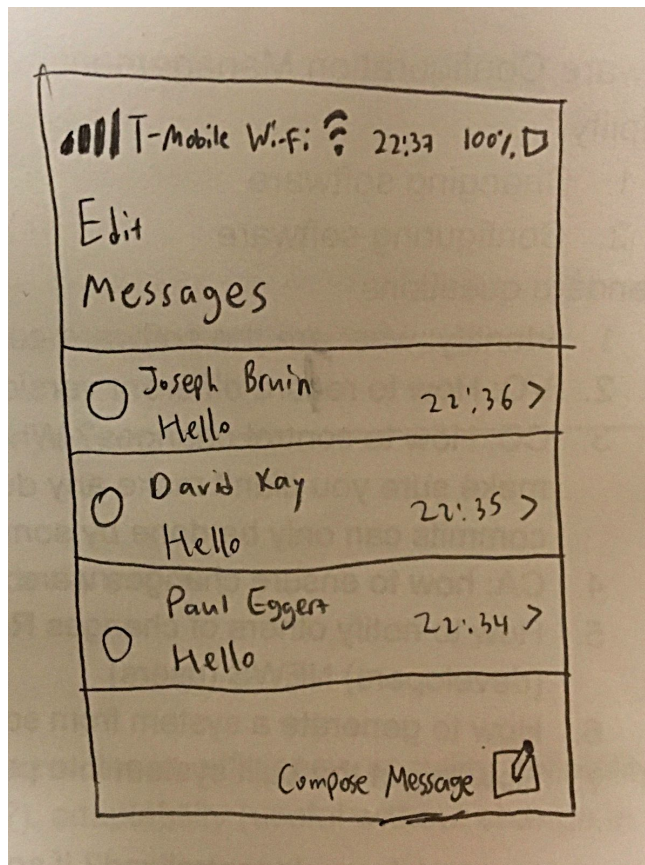 T-Mobile Wi-Fi 22:37 100%
Edit
Messages
Joseph Bruin
Hello
22:36 >
David Kay
Hello
22:35 >
Paul Eggert
Hello
22:34 >
Compose Message